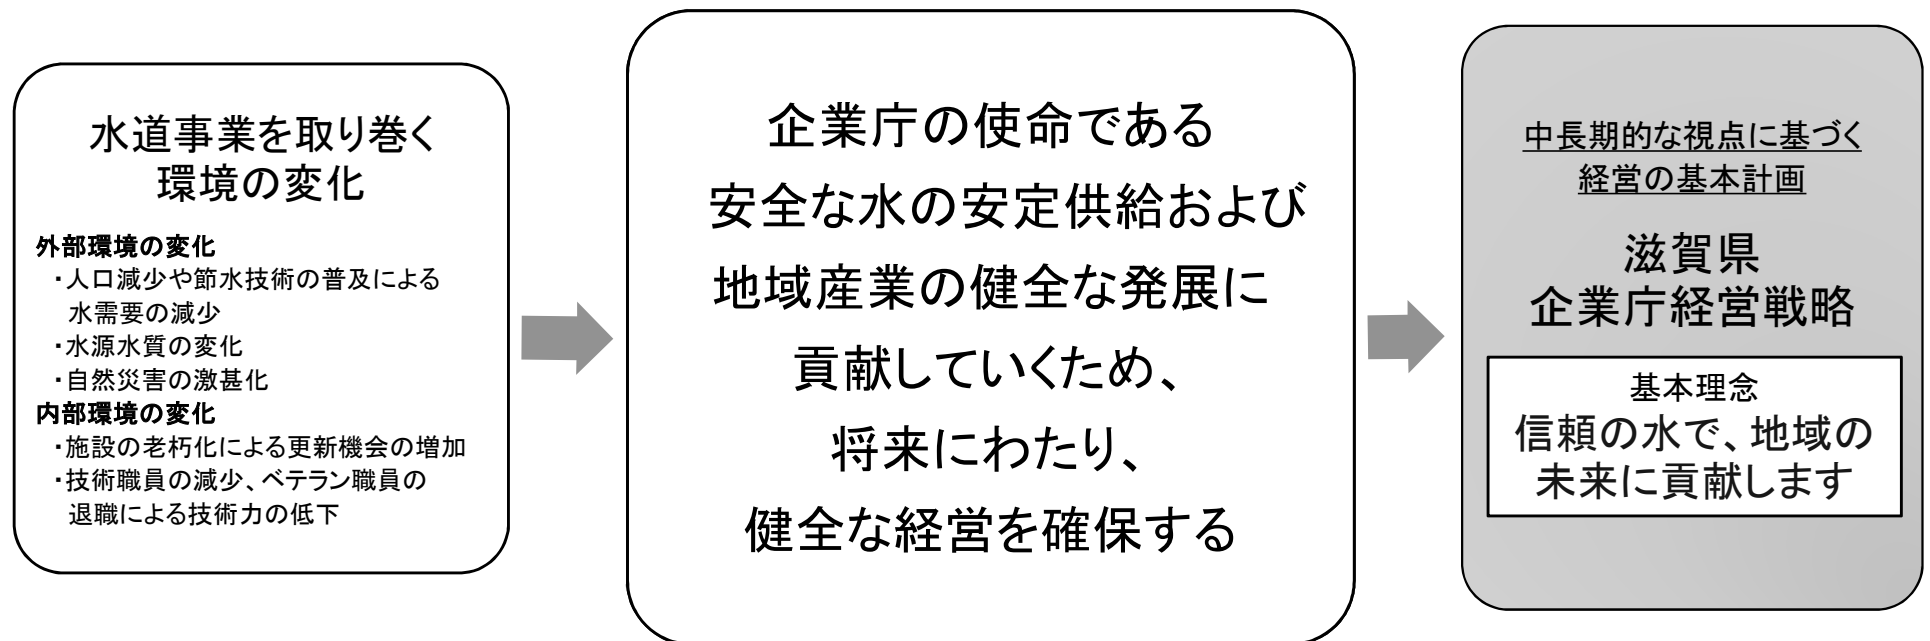 水道事業を取り巻く
環境の変化
外部環境の変化
・人口減少や節水技術の普及による
水需要の減少
・水源水質の変化
・自然災害の激甚化
内部環境の変化
・施設の老朽化による更新機会の増加
・技術職員の減少、ベテラン職員の
退職による技術力の低下
企業庁の使命である
安全な水の安定供給および
地域産業の健全な発展に
貢献していくため、
将来にわたり、
健全な経営を確保する
中長期的な視点に基づく
経営の基本計画
滋賀県
企業庁経営戦略
基本理念
信頼の水で、地域の
未来に貢献します